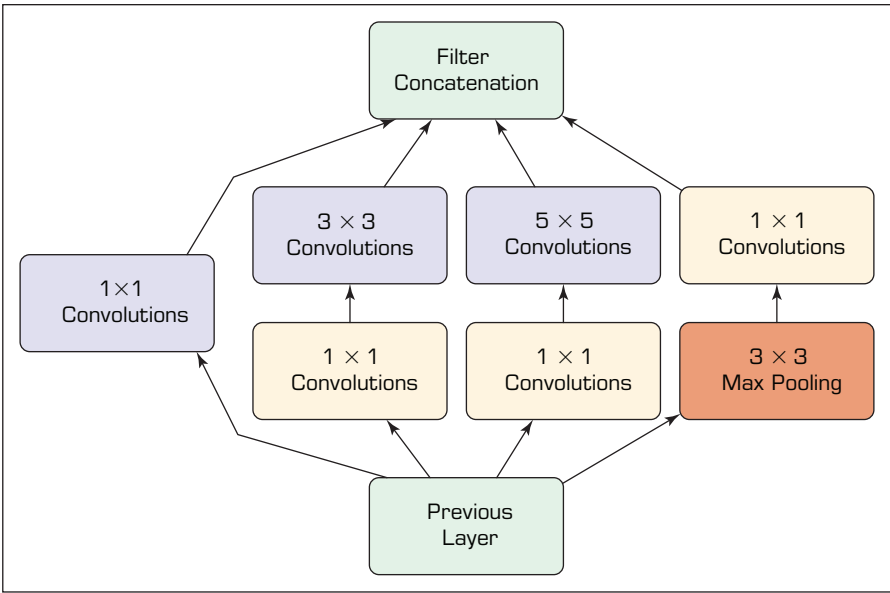 Filter
Concatenation
3 × 3
Convolutions
5 × 5
Convolutions
1 × 1
Convolutions
1×1
Convolutions
1 × 1
Convolutions
1 × 1
Convolutions
3 × 3
Max Pooling
Previous
Layer